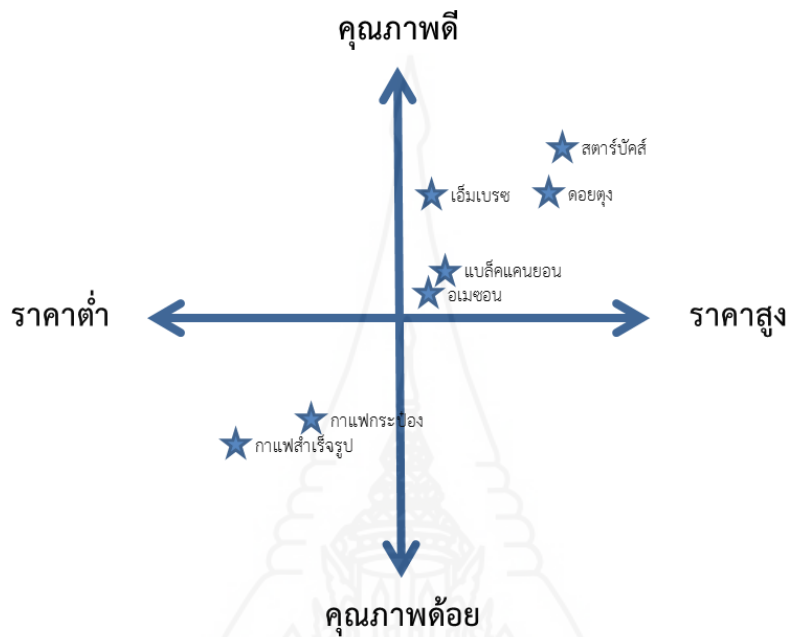 คุณภาพดี
สตาร์บัคส์
เอ็มเบรซ
ดอยตุง
แบล็คแคนยอน
อเมซอน
ราคาต่ำ
ราคาสูง
กาแฟกระป๋อง
กาแฟสำเร็จรูป
คุณภาพด้อย